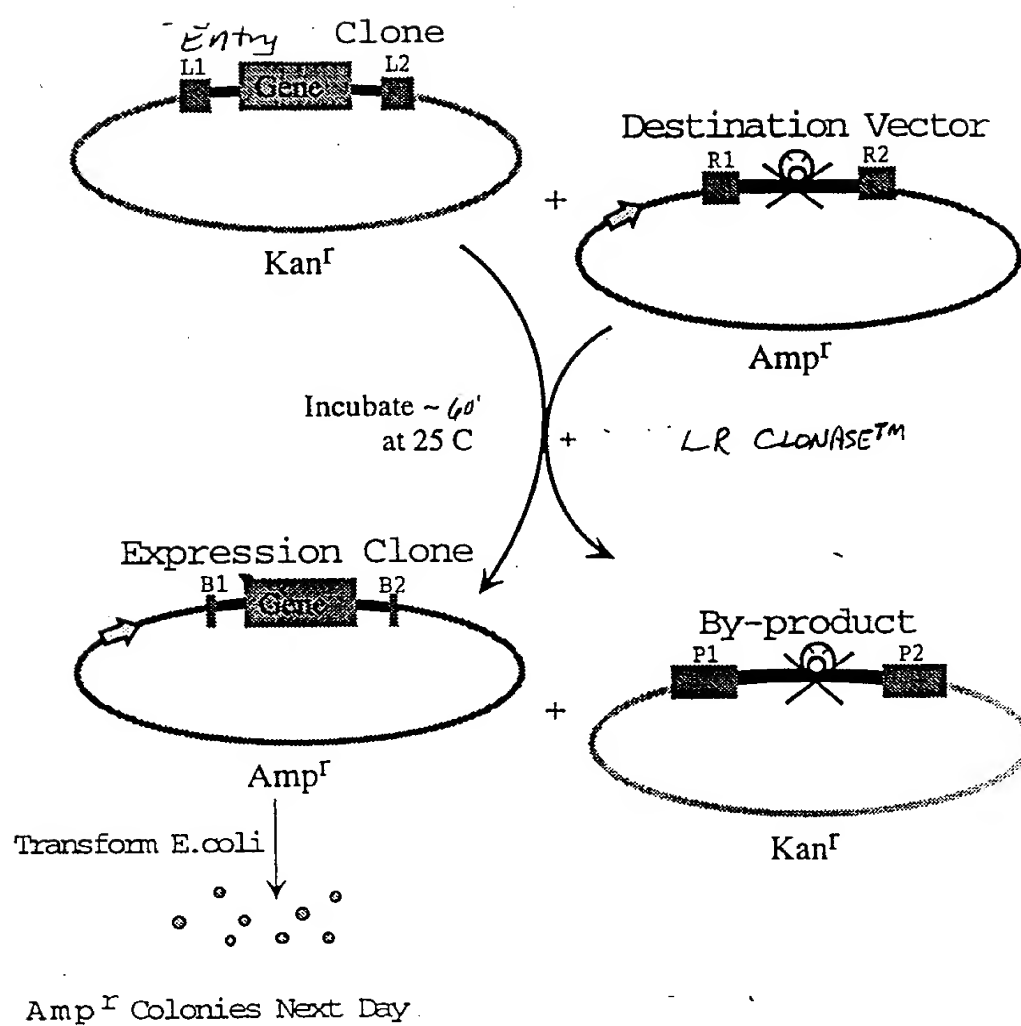 Entry Clone
L1 L2
Gene
Kanʳ
+
Destination Vector
R1 R2
Ampʳ
Incubate ~ 60'
at 25 C
+ LR CLONASE™
Expression Clone
B1 B2
Gene
Ampʳ
+
By-product
P1 P2
Kanʳ
Transform E.coli
Ampʳ Colonies Next Day